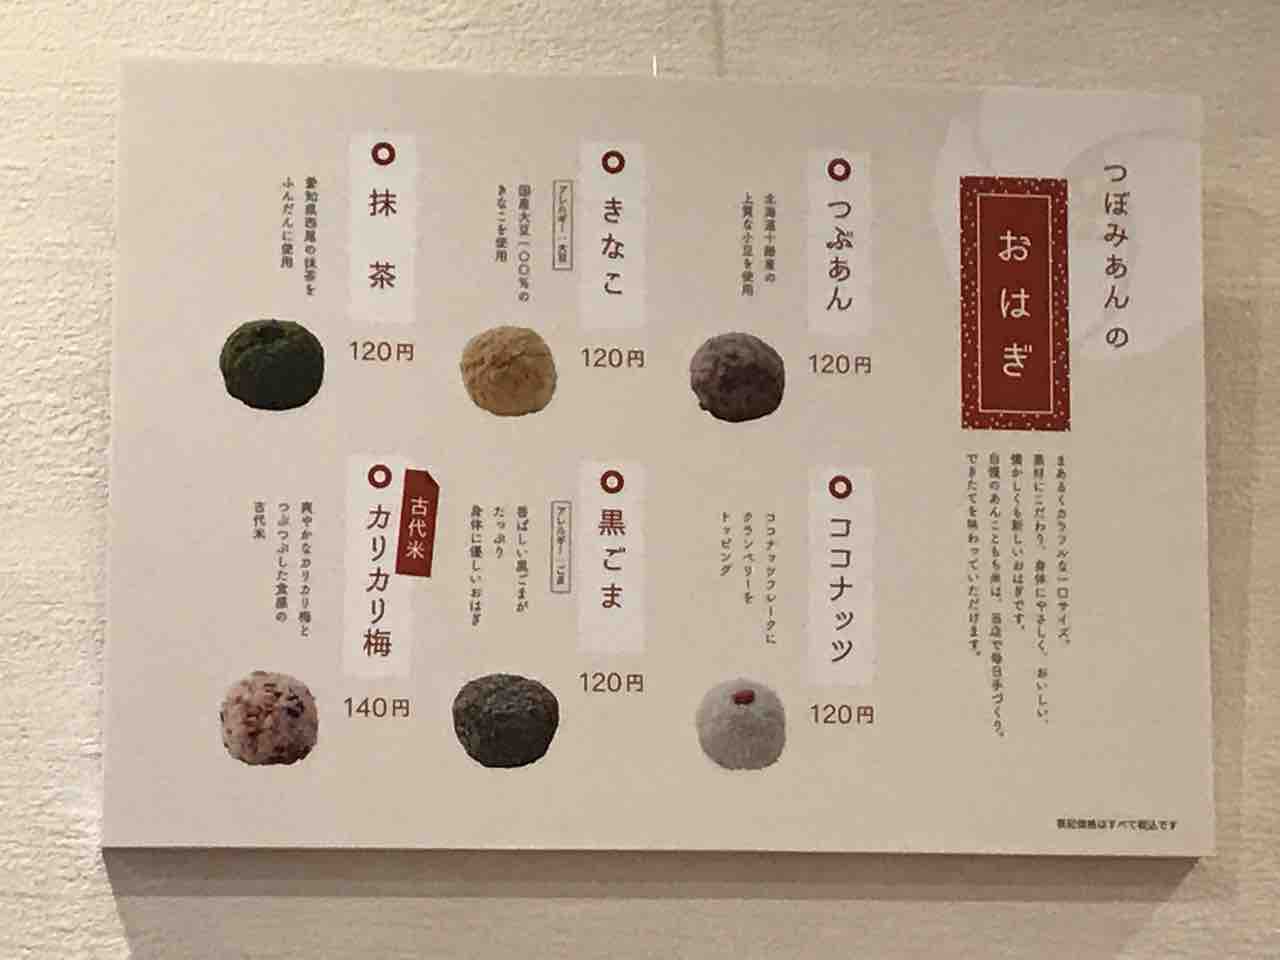 つぼみあんの
おはぎ
まあるくカラフルな一口サイズ。
素材にこだわり、身体にやさしく、おいしい、
懐かしくも新しいおはぎです。
自慢のあんこともち米は、当店で毎日手づくり。
できたてを味わっていただけます。
つぶあん
北海道十勝産の
上質な小豆を使用
120円
きなこ
アレルギー：大豆
国産大豆一〇〇％の
きなこを使用
120円
抹茶
愛知県西尾の抹茶を
ふんだんに使用
120円
ココナッツ
ココナッツフレークに
クランベリーを
トッピング
120円
黒ごま
アレルギー：ごま
香ばしい黒ごまが
たっぷり
身体に優しいおはぎ
120円
古代米
カリカリ梅
爽やかなカリカリ梅と
つぶつぶした食感の
古代米
140円
表記価格はすべて税込です